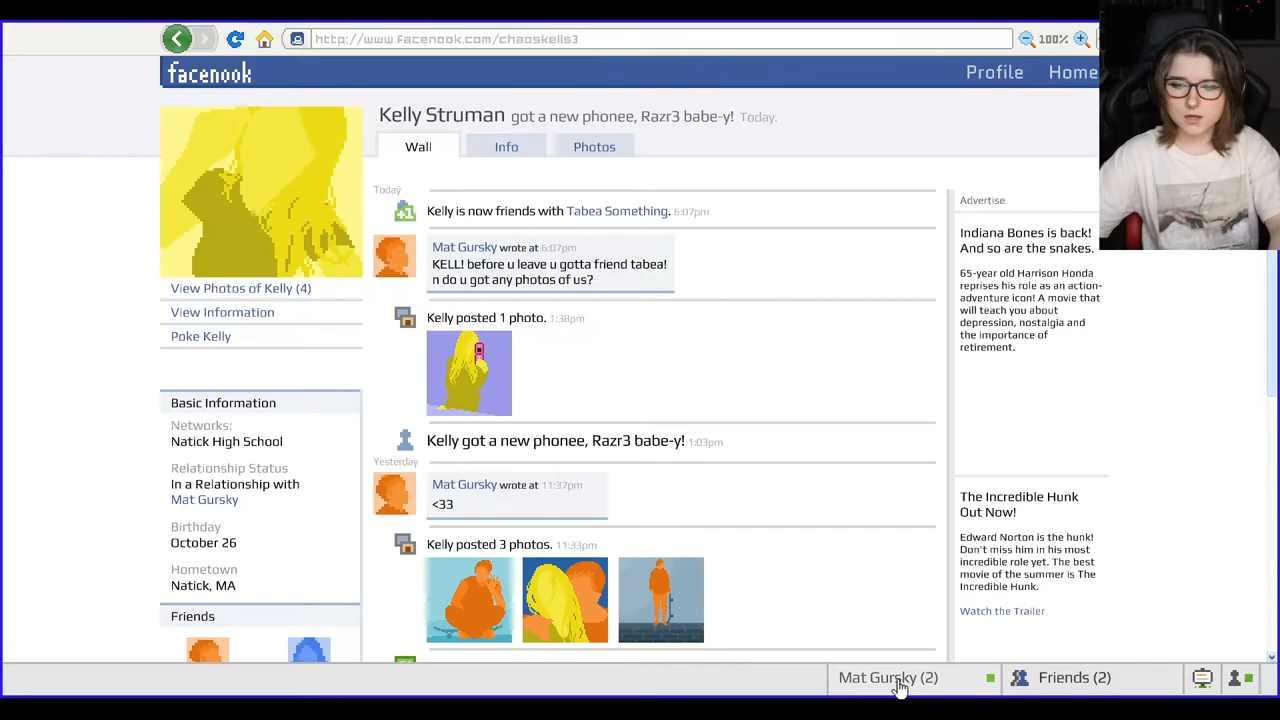 http://www.facenook.com/chaoskells3
100%
facenook
Profile Home
Kelly Struman got a new phonee, Razr3 babe-y! Today.
Wall Info Photos
Today
Kelly is now friends with Tabea Something. 6:07pm
Mat Gursky wrote at 6:07pm
KELL! before u leave u gotta friend tabea!
n do u got any photos of us?
Kelly posted 1 photo. 1:38pm
Kelly got a new phonee, Razr3 babe-y! 1:03pm
Yesterday
Mat Gursky wrote at 11:37pm
<33
Kelly posted 3 photos. 11:33pm
View Photos of Kelly (4)
View Information
Poke Kelly
Basic Information
Networks:
Natick High School
Relationship Status
In a Relationship with
Mat Gursky
Birthday
October 26
Hometown
Natick, MA
Friends
Advertise
Indiana Bones is back!
And so are the snakes.
65-year old Harrison Honda
reprises his role as an action-
adventure icon! A movie that
will teach you about
depression, nostalgia and
the importance of
retirement.
The Incredible Hunk
Out Now!
Edward Norton is the hunk!
Don't miss him in his most
incredible role yet. The best
movie of the summer is The
Incredible Hunk.
Watch the Trailer
Mat Gursky (2)
Friends (2)